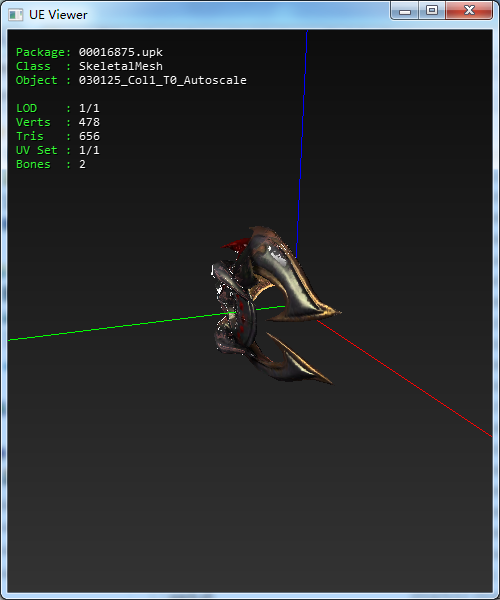 UE Viewer
Package: 00016875.upk
Class  : SkeletalMesh
Object : 030125_Col1_T0_Autoscale
LOD    : 1/1
Verts  : 478
Tris   : 656
UV Set : 1/1
Bones  : 2